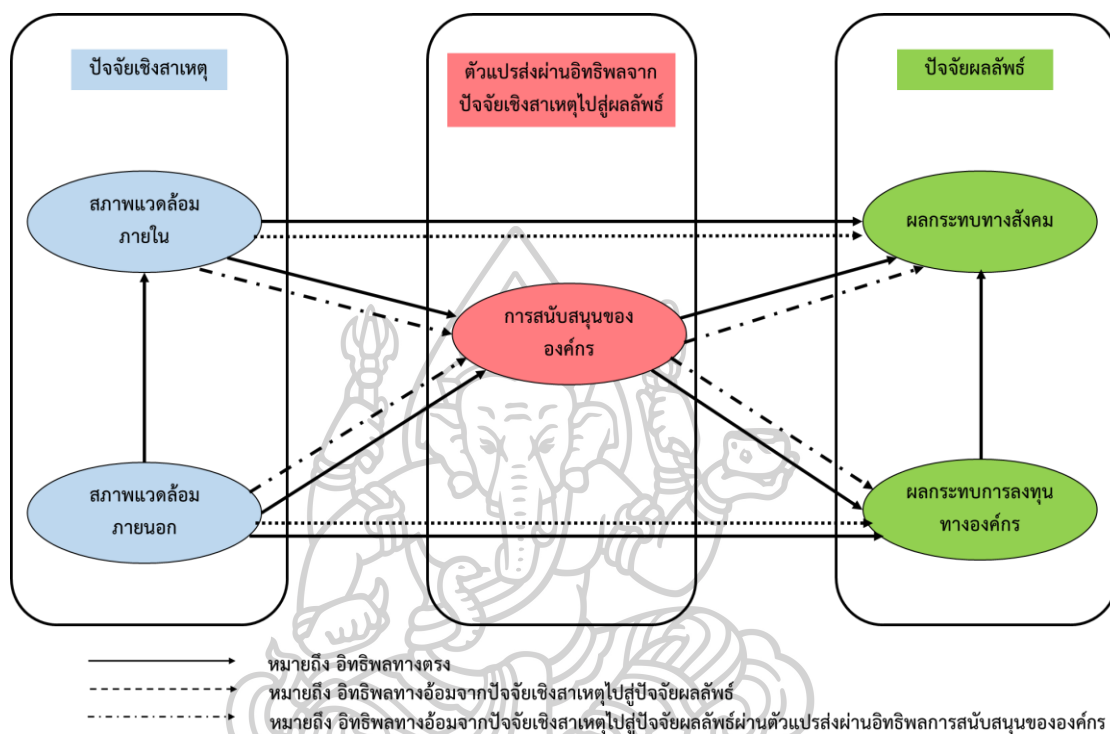 ปัจจัยเชิงสาเหตุ
ตัวแปรส่งผ่านอิทธิพลจาก
ปัจจัยเชิงสาเหตุไปสู่ผลลัพธ์
ปัจจัยผลลัพธ์
สภาพแวดล้อม
ภายใน
ผลกระทบทางสังคม
การสนับสนุนของ
องค์กร
สภาพแวดล้อม
ภายนอก
ผลกระทบการลงทุน
ทางองค์กร
หมายถึง อิทธิพลทางตรง
หมายถึง อิทธิพลทางอ้อมจากปัจจัยเชิงสาเหตุไปสู่ปัจจัยผลลัพธ์
หมายถึง อิทธิพลทางอ้อมจากปัจจัยเชิงสาเหตุไปสู่ปัจจัยผลลัพธ์ผ่านตัวแปรส่งผ่านอิทธิพลการสนับสนุนขององค์กร